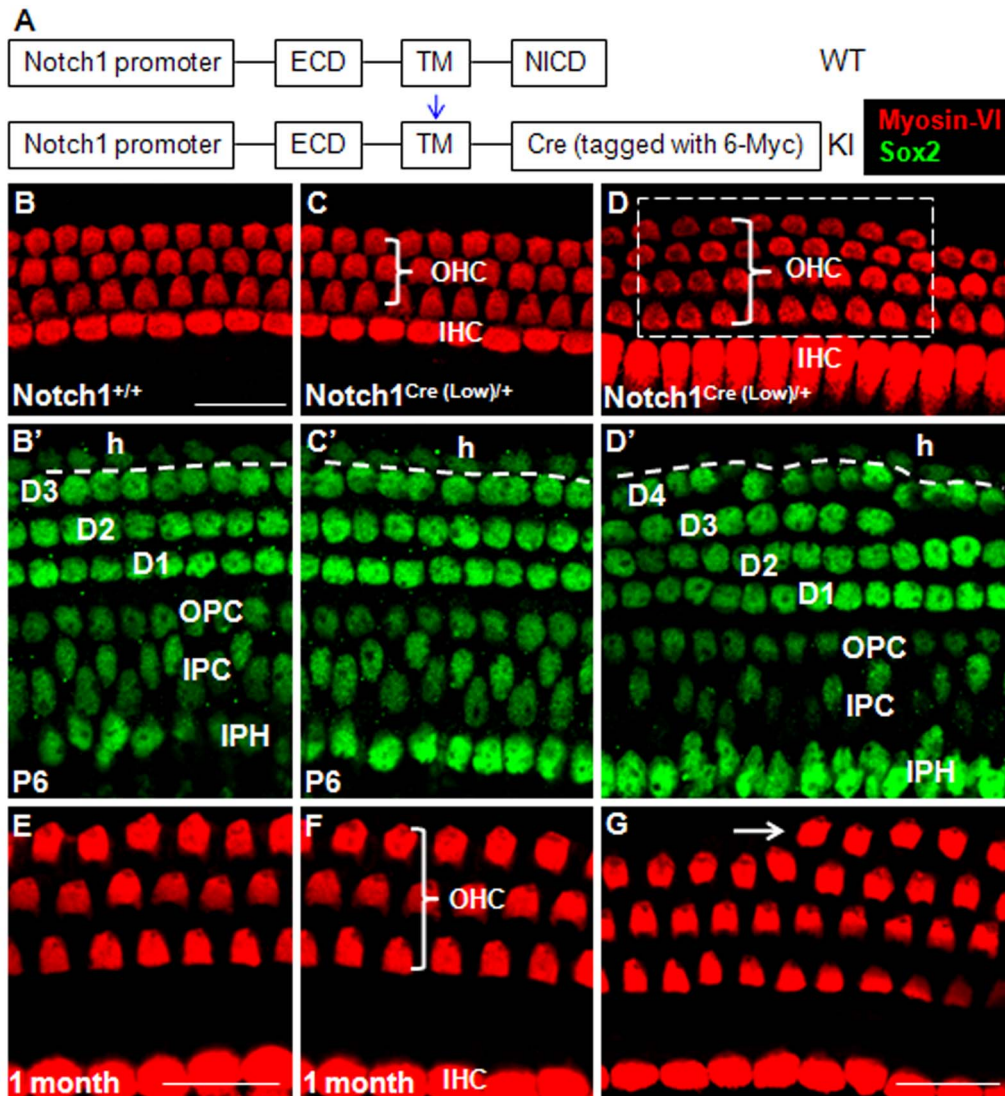 A
Notch1 promoter ECD TM NICD WT
Notch1 promoter ECD TM Cre (tagged with 6-Myc) KI
Myosin-VI
Sox2
B
IHC
Notch1+/+
C
OHC
IHC
Notch1Cre (Low)/+
D
OHC
IHC
Notch1Cre (Low)/+
B’
h
D3
D2
D1
OPC
IPC
IPH
P6
C’
h
P6
D’
h
D4
D3
D2
D1
OPC
IPC
IPH
E
1 month
F
OHC
1 month
IHC
G